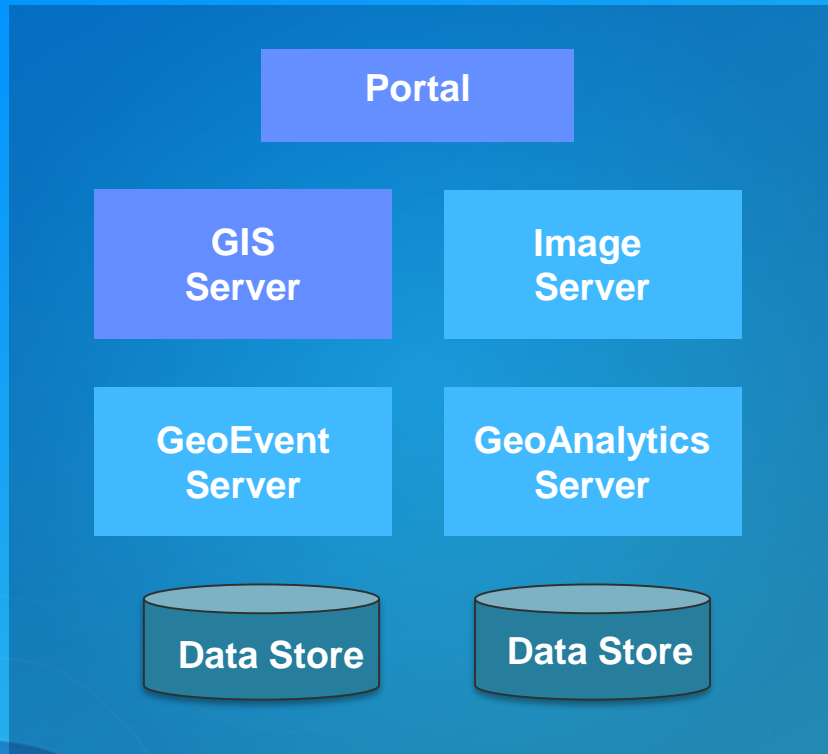 Portal
GIS
Server
Image
Server
GeoEvent
Server
GeoAnalytics
Server
Data Store
Data Store